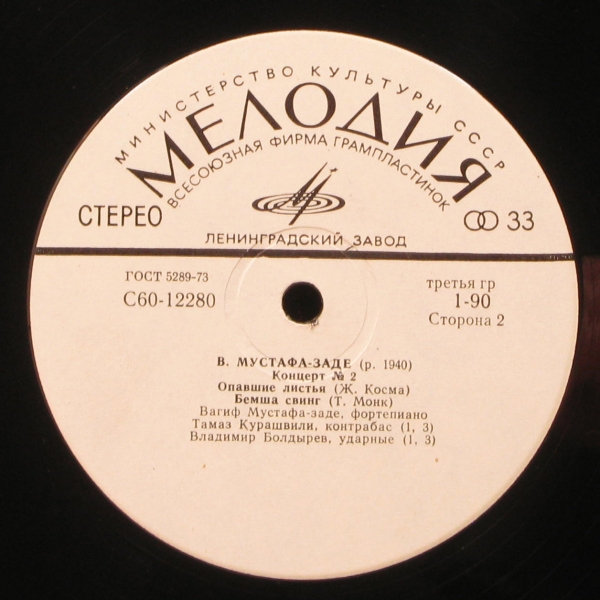 МИНИСТЕРСТВО КУЛЬТУРЫ СССР
МЕЛОДИЯ
ВСЕСОЮЗНАЯ ФИРМА ГРАМПЛАСТИНОК
СТЕРЕО
33
ЛЕНИНГРАДСКИЙ ЗАВОД
ГОСТ 5289-73
С60-12280
третья гр
1-90
Сторона 2
В. МУСТАФА-ЗАДЕ (р. 1940)
Концерт № 2
Опавшие листья (Ж. Косма)
Бемша свинг (Т. Монк)
Вагиф Мустафа-заде, фортепиано
Тамаз Курашвили, контрабас (1, 3)
Владимир Болдырев, ударные (1, 3)